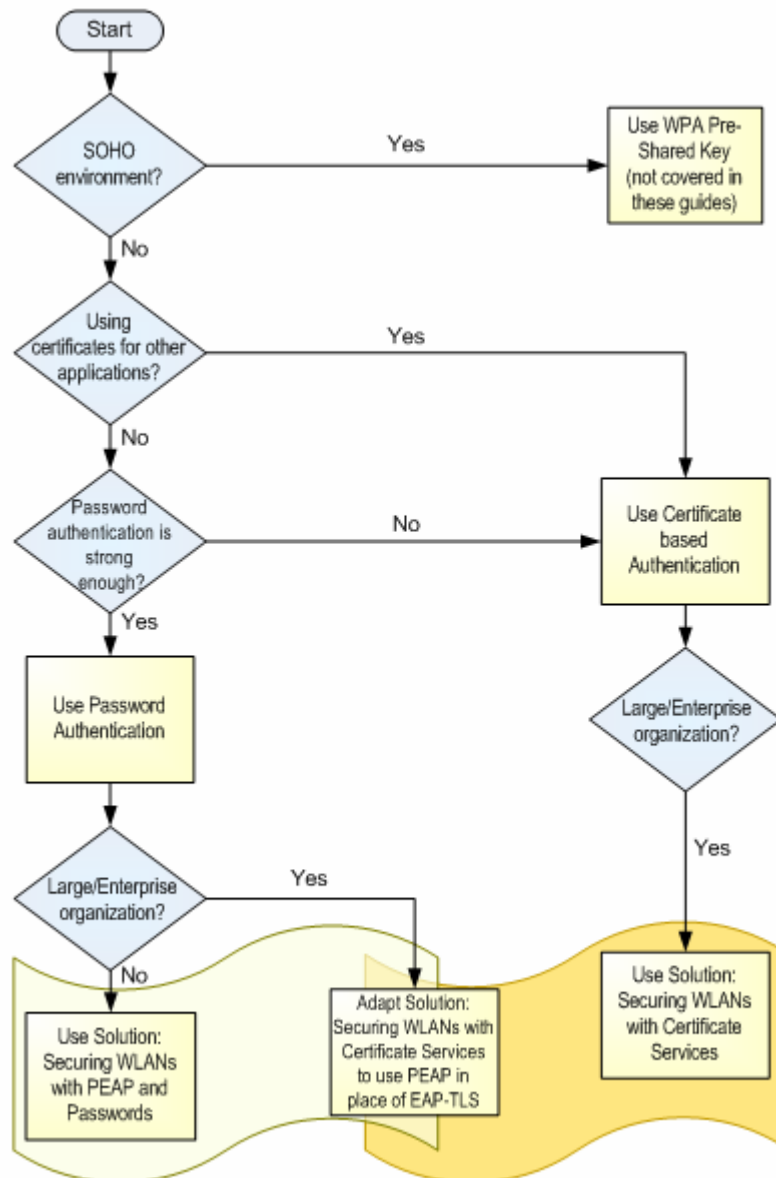 Start
SOHO
environment?
Yes
Use WPA Pre-
Shared Key
(not covered in
these guides)
No
Using
certificates for other
applications?
Yes
No
Password
authentication is
strong
enough?
No
Use Certificate
based
Authentication
Yes
Use Password
Authentication
Large/Enterprise
organization?
Yes
Large/Enterprise
organization?
Yes
No
Use Solution:
Securing WLANs
with PEAP and
Passwords
Adapt Solution:
Securing WLANs with
Certificate Services
to use PEAP in
place of EAP-TLS
Use Solution:
Securing WLANs
with Certificate
Services